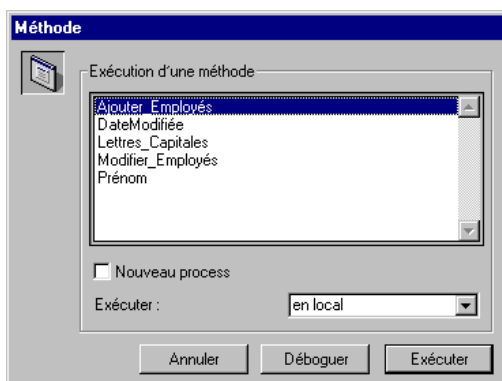 Méthode
Exécution d'une méthode
Ajouter_Employés
DateModifiée
Lettres_Capitales
Modifier_Employés
Prénom
Nouveau process
Exécuter : en local
Annuler Déboguer Exécuter